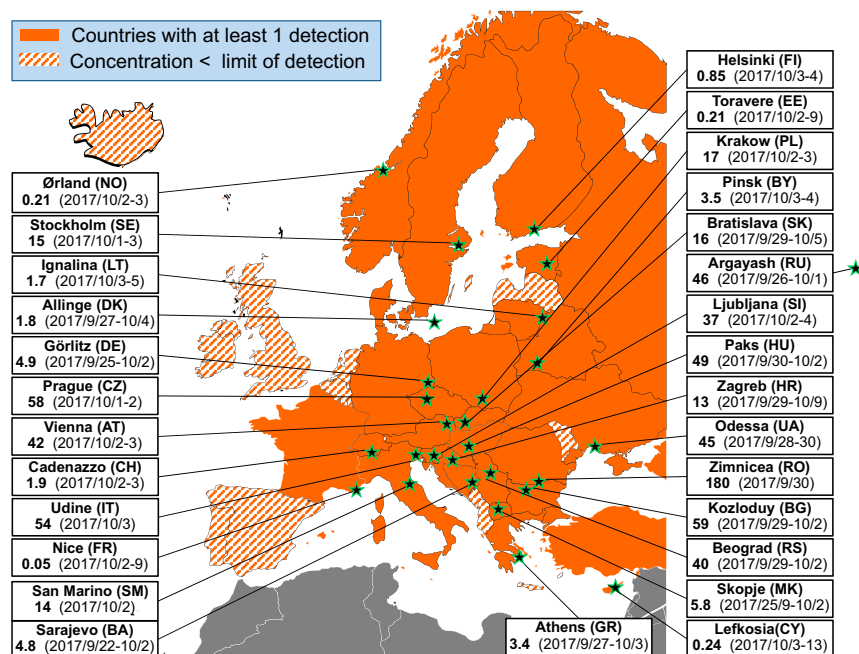 Countries with at least 1 detection
Concentration < limit of detection
Ørland (NO)
0.21 (2017/10/2-3)
Stockholm (SE)
15 (2017/10/1-3)
Ignalina (LT)
1.7 (2017/10/3-5)
Allinge (DK)
1.8 (2017/9/27-10/4)
Görlitz (DE)
4.9 (2017/9/25-10/2)
Prague (CZ)
58 (2017/10/1-2)
Vienna (AT)
42 (2017/10/2-3)
Cadenazzo (CH)
1.9 (2017/10/2-3)
Udine (IT)
54 (2017/10/3)
Nice (FR)
0.05 (2017/10/2-9)
San Marino (SM)
14 (2017/10/2)
Sarajevo (BA)
4.8 (2017/9/22-10/2)
Helsinki (FI)
0.85 (2017/10/3-4)
Toravere (EE)
0.21 (2017/10/2-9)
Krakow (PL)
17 (2017/10/2-3)
Pinsk (BY)
3.5 (2017/10/3-4)
Bratislava (SK)
16 (2017/9/29-10/5)
Argayash (RU)
46 (2017/9/26-10/1)
Ljubljana (SI)
37 (2017/10/2-4)
Paks (HU)
49 (2017/9/30-10/2)
Zagreb (HR)
13 (2017/9/29-10/9)
Odessa (UA)
45 (2017/9/28-30)
Zimnicea (RO)
180 (2017/9/30)
Kozloduy (BG)
59 (2017/9/29-10/2)
Beograd (RS)
40 (2017/9/29-10/2)
Skopje (MK)
5.8 (2017/25/9-10/2)
Lefkosia(CY)
0.24 (2017/10/3-13)
Athens (GR)
3.4 (2017/9/27-10/3)